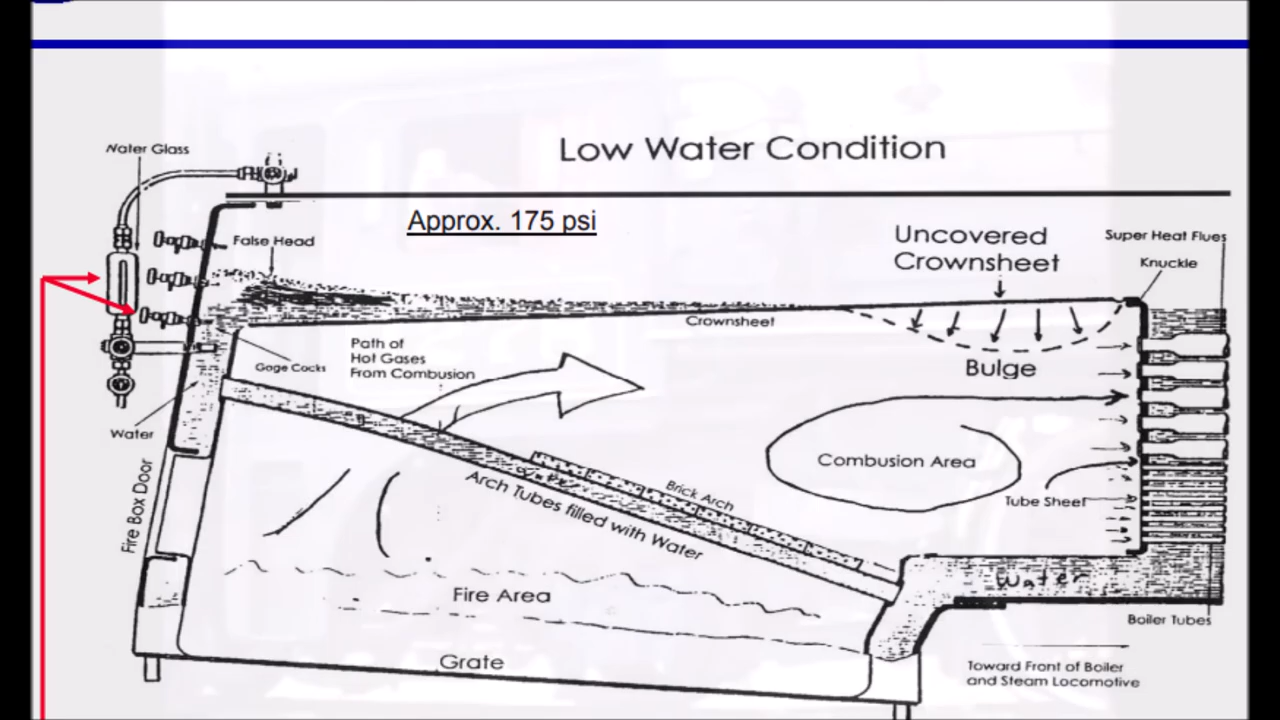 Low Water Condition
Water Glass
Approx. 175 psi
False Head
Uncovered
Crownsheet
Super Heat Flues
Knuckle
Crownsheet
Path of
Hot Gases
From Combusion
Gage Cocks
Bulge
Water
Combusion Area
Fire Box Door
Arch Tubes filled with Water
Brick Arch
Tube Sheet
Water
Fire Area
Boiler Tubes
Grate
Toward Front of Boiler
and Steam Locomotive